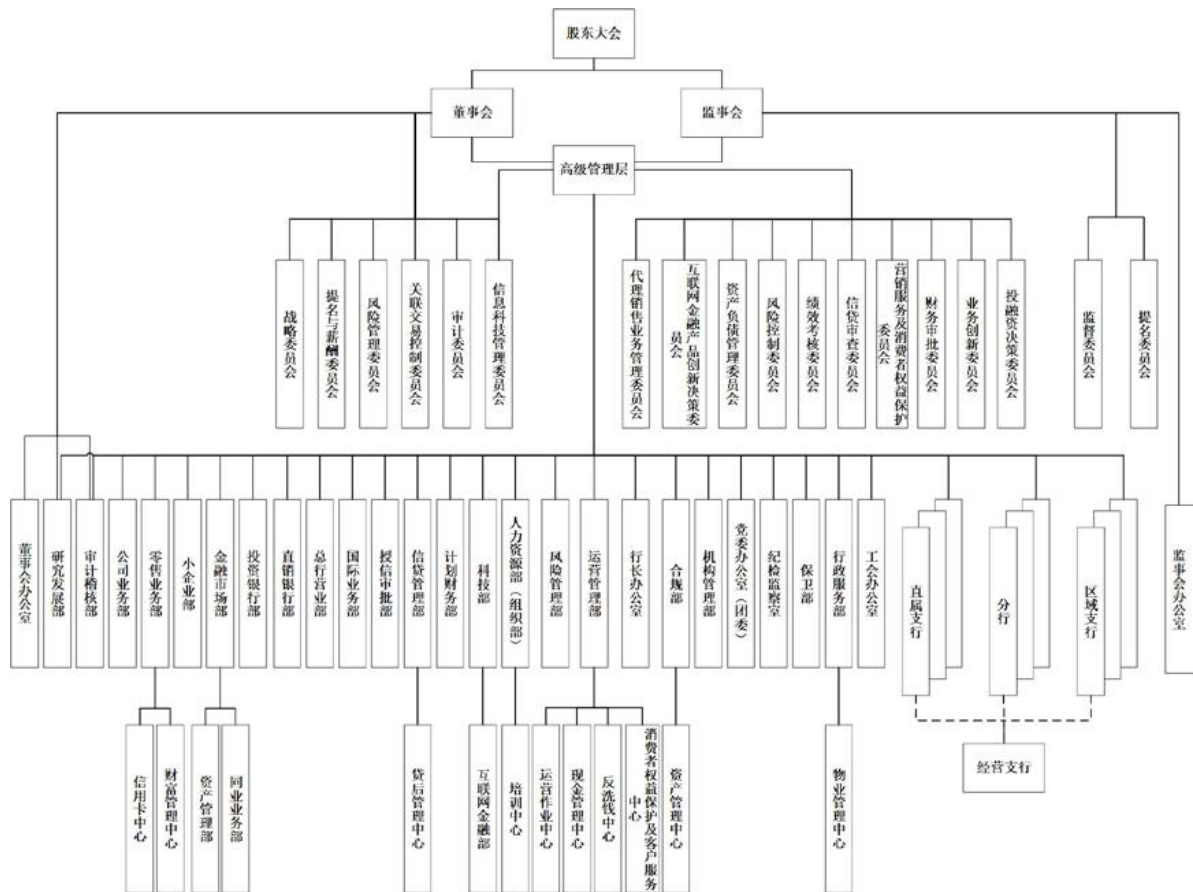 股东大会
董事会
监事会
高级管理层
战略委员会
提名与薪酬委员会
风险管理委员会
关联交易控制委员会
审计委员会
信息科技管理委员会
代理销售业务管理委员会
互联网金融产品创新决策委
员会
资产负债管理委员会
风险控制委员会
绩效考核委员会
信贷审查委员会
营销服务及消费者权益保护
委员会
财务审批委员会
业务创新委员会
投融资决策委员会
监督委员会
提名委员会
董事会办公室
研究发展部
审计稽核部
公司业务部
零售业务部
小企业部
金融市场部
投资银行部
直销银行部
总行营业部
国际业务部
授信审批部
信贷管理部
计划财务部
科技部
人力资源部（组织部）
风险管理部
运营管理部
行长办公室
合规部
机构管理部
党委办公室（团委）
纪检监察室
保卫部
行政服务部
工会办公室
直属支行
分行
区域支行
监事会办公室
信用卡中心
财富管理中心
资产管理部
同业业务部
贷后管理中心
互联网金融部
培训中心
运营作业中心
现金管理中心
反洗钱中心
消费者权益保护及客户服务
中心
资产管理中心
物业管理中心
经营支行